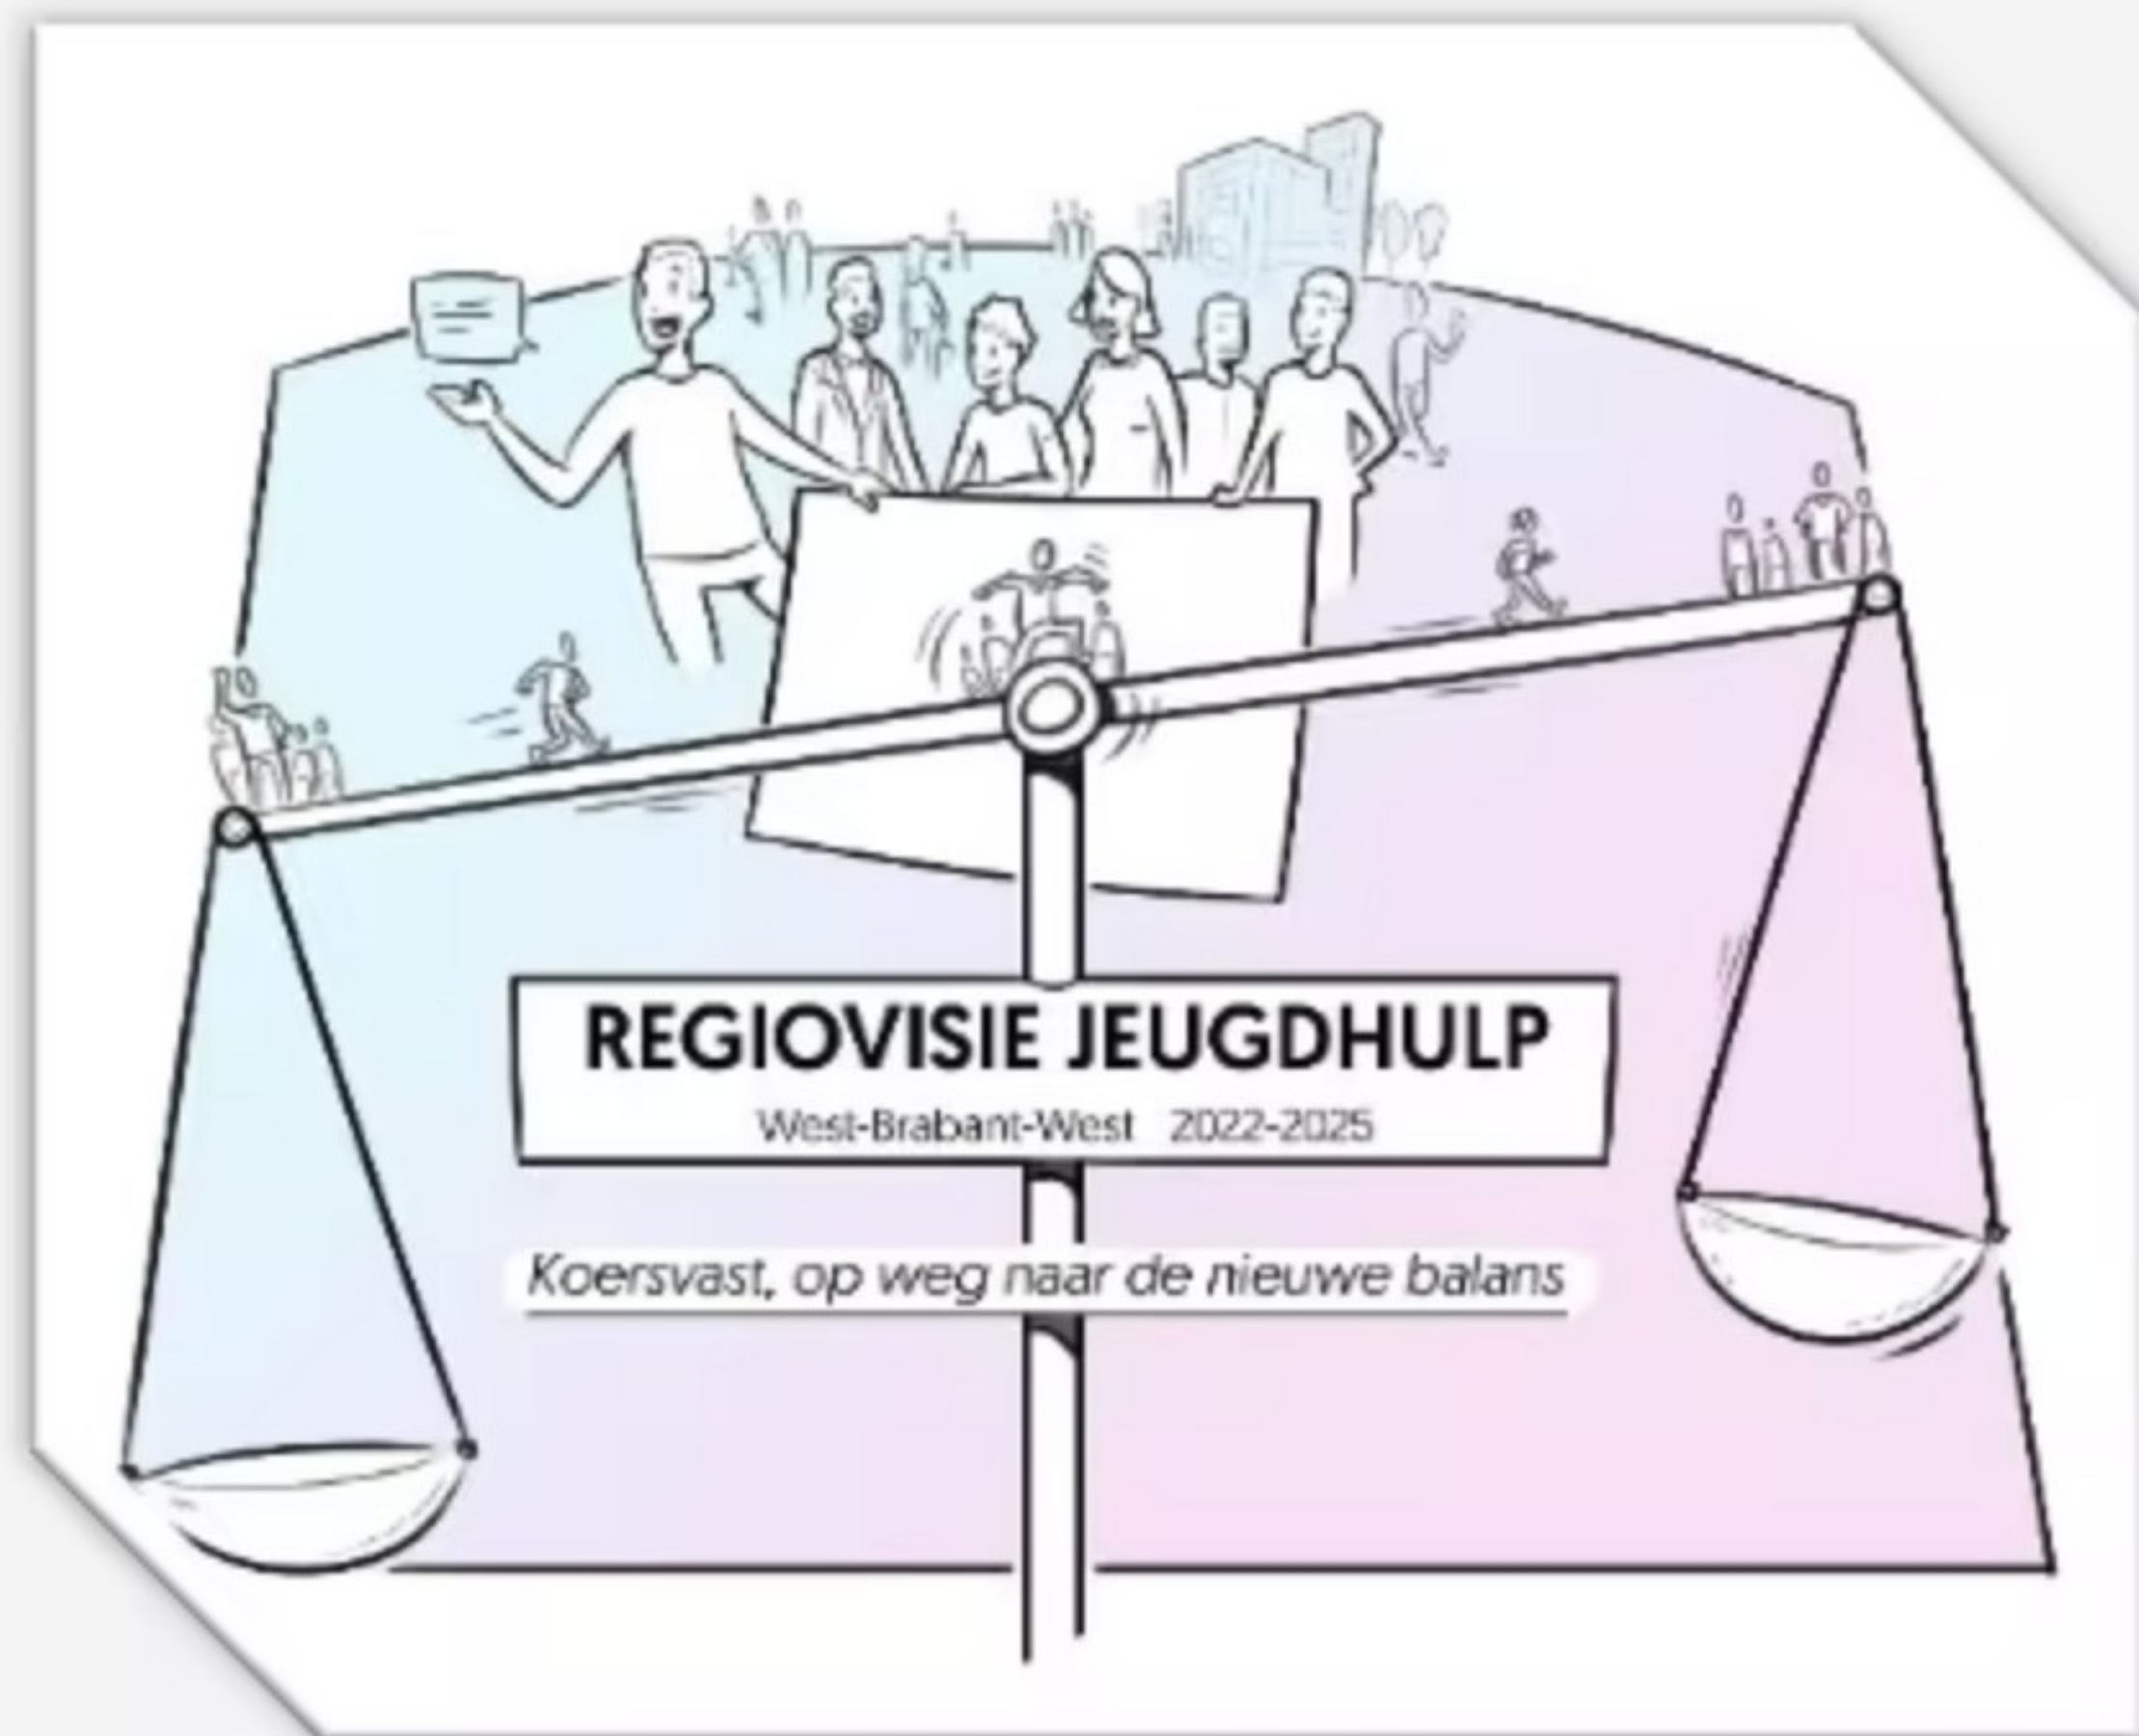 REGIOVISIE JEUGDHULP
West-Brabant-West 2022-2025
Koersvast, op weg naar de nieuwe balans